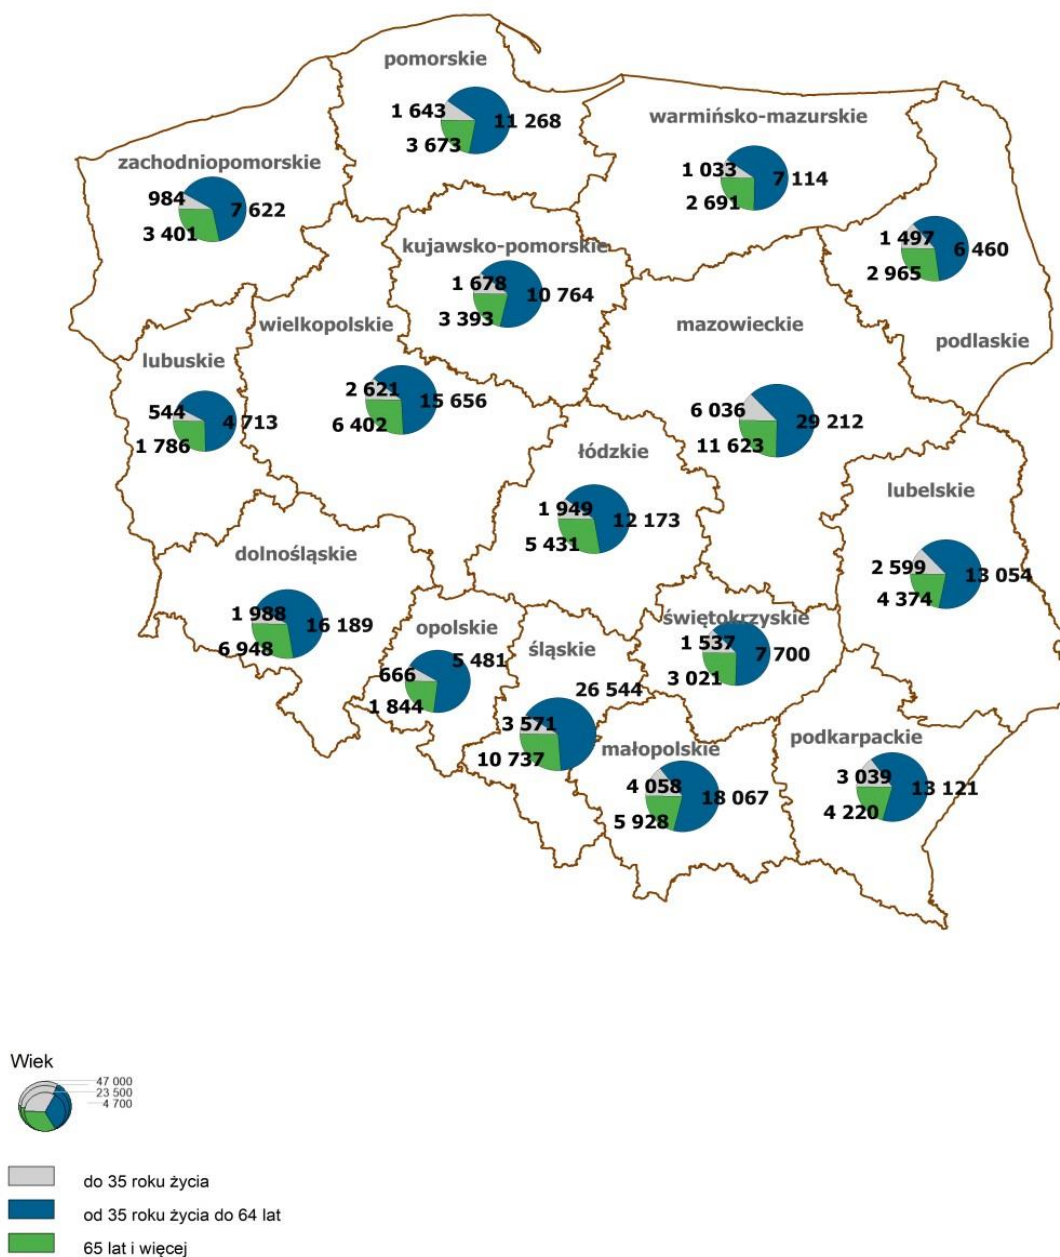 pomorskie
1 643
11 268
3 673
warmińsko-mazurskie
1 033
7 114
2 691
zachodniopomorskie
984
7 622
3 401
kujawsko-pomorskie
1 678
10 764
3 393
1 497
6 460
2 965
podlaskie
wielkopolskie
2 621
15 656
6 402
mazowieckie
6 036
29 212
11 623
lubuskie
544
4 713
1 786
łódzkie
1 949
12 173
5 431
lubelskie
2 599
13 054
4 374
dolnośląskie
1 988
16 189
6 948
opolskie
5 481
666
1 844
śląskie
26 544
3 571
10 737
świętokrzyskie
1 537
7 700
3 021
małopolskie
4 058
18 067
5 928
podkarpackie
3 039
13 121
4 220
Wiek
47 000
23 500
4 700
do 35 roku życia
od 35 roku życia do 64 lat
65 lat i więcej